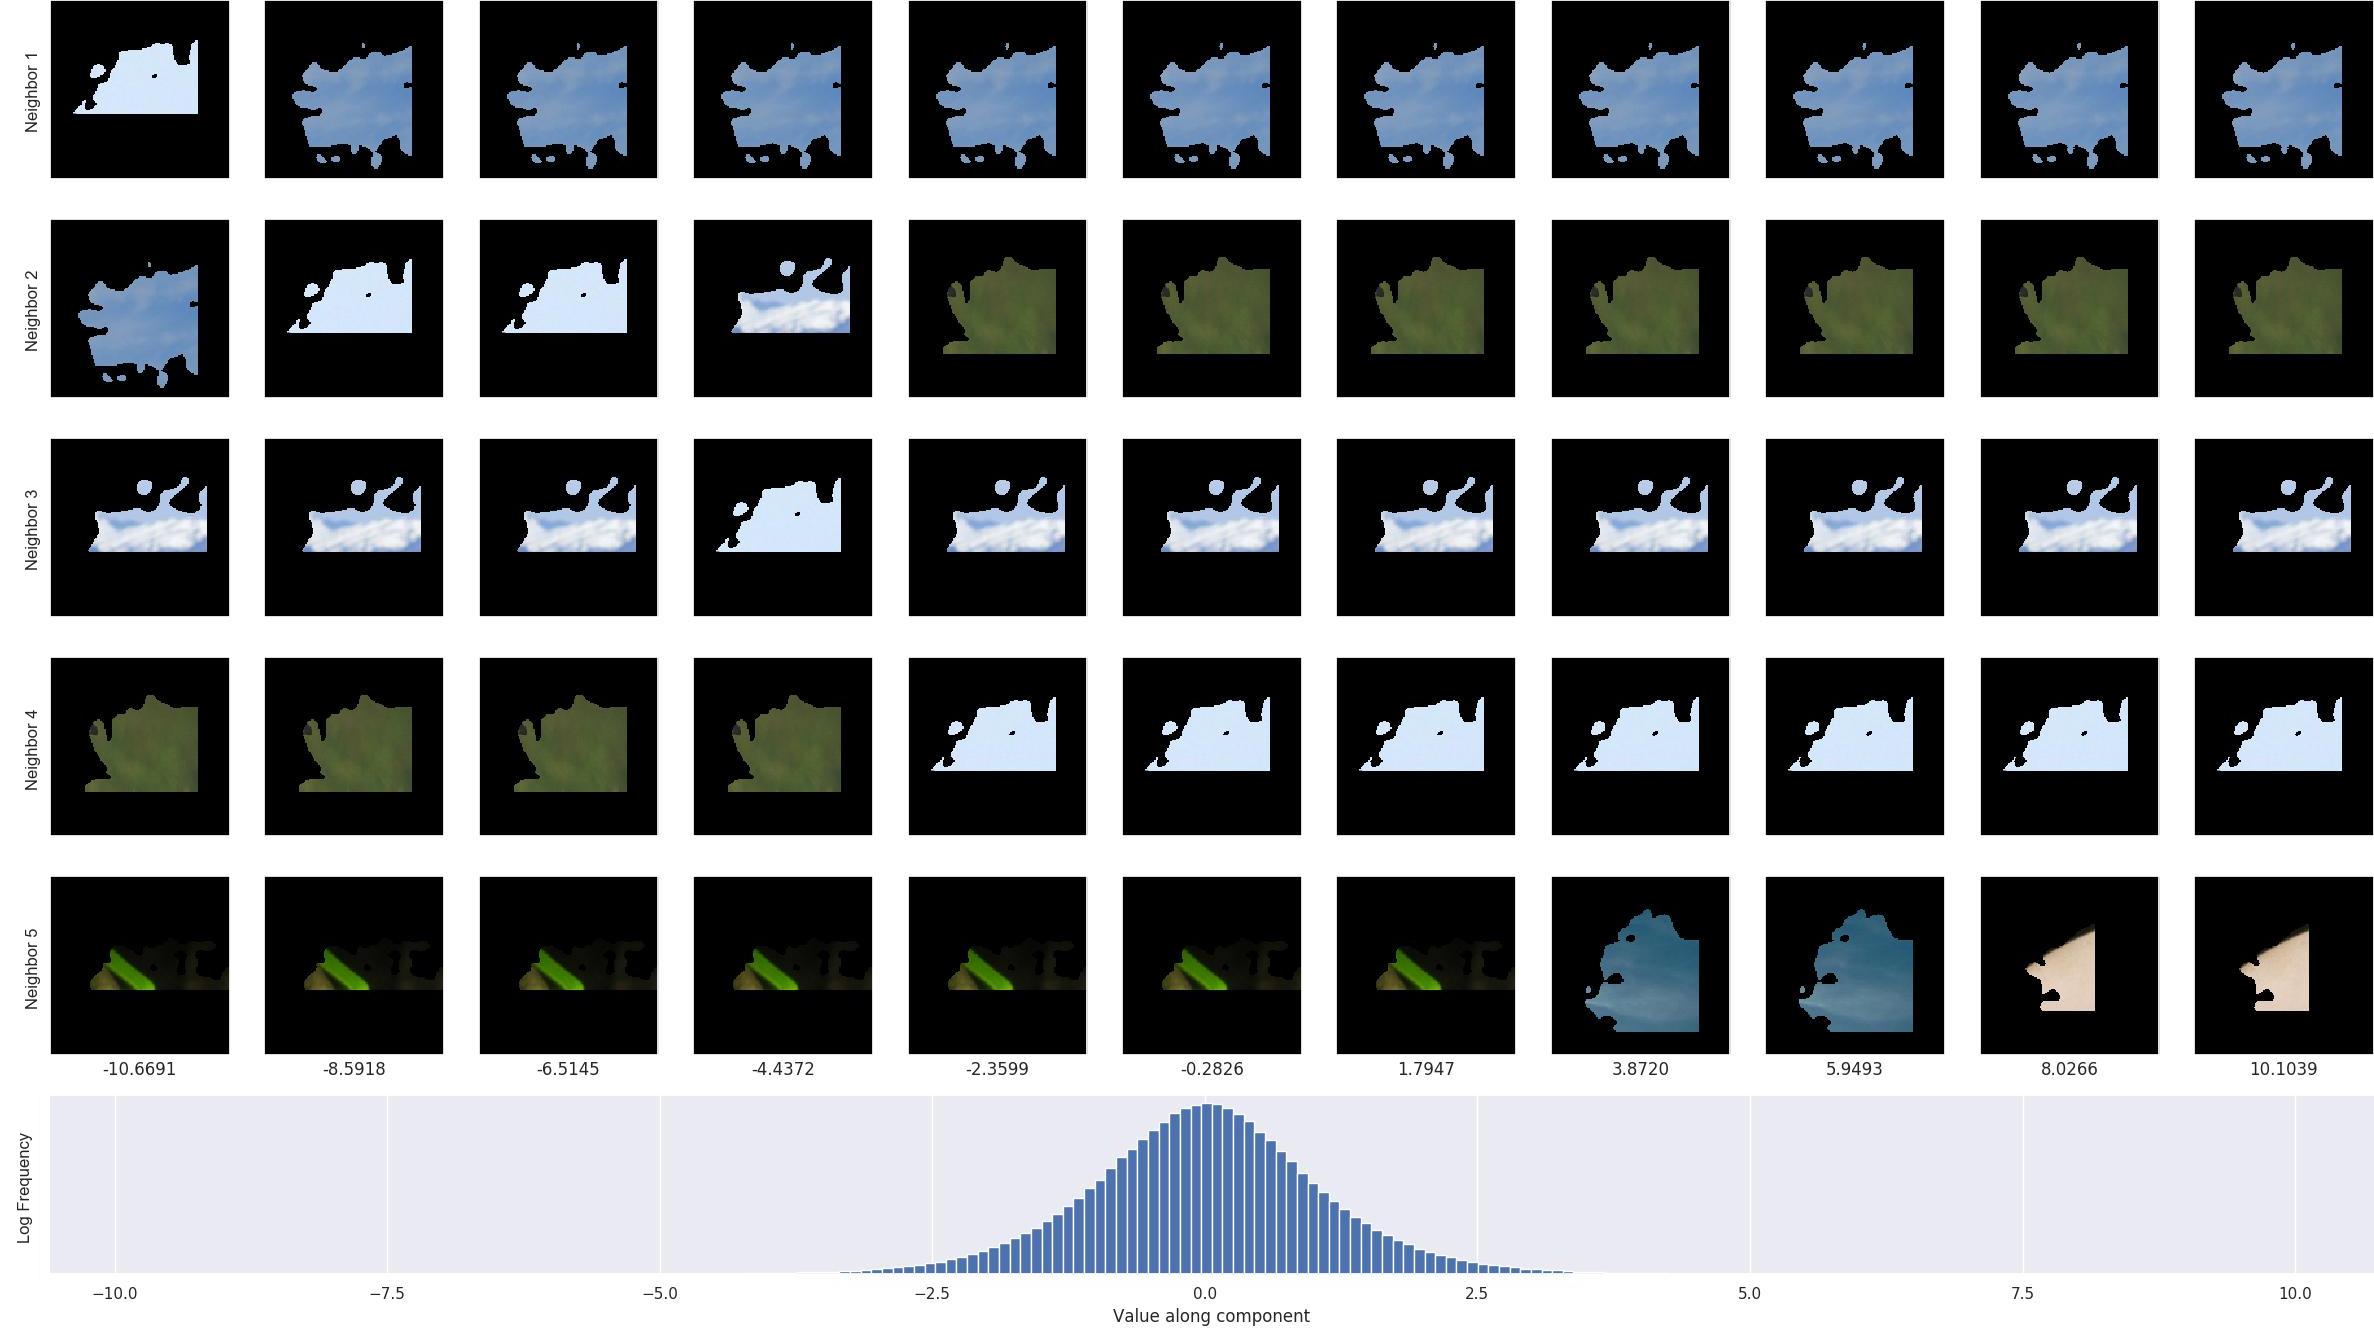 Neighbor 1
Neighbor 2
Neighbor 3
Neighbor 4
Neighbor 5
-10.6691 -8.5918 -6.5145 -4.4372 -2.3599 -0.2826 1.7947 3.8720 5.9493 8.0266 10.1039
Log Frequency
−10.0 −7.5 −5.0 −2.5 0.0 2.5 5.0 7.5 10.0
Value along component